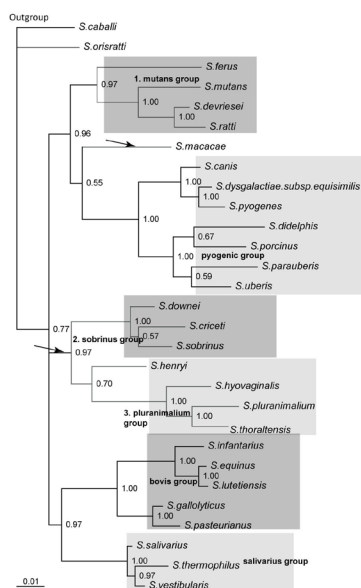 Outgroup
S.caballi
S.orisratti
S.ferus
0.97
1. mutans group
S.mutans
1.00
S.devriesei
1.00
S.ratti
0.96
S.macacae
0.55
S.canis
1.00
S.dysgalactiae.subsp.equisimilis
1.00
S.pyogenes
1.00
S.didelphis
0.67
S.porcinus
1.00
pyogenic group
S.parauberis
0.59
S.uberis
S.downei
1.00
S.criteti
0.77
2. sobrinus group
0.57
S.sobrinus
0.97
S.henryi
0.70
S.hyovaginalis
1.00
S.pluranimalium
3. pluranimalium
group
1.00
S.thoraltensis
S.infantarius
1.00
S.equinus
bovis group
1.00
S.lutetiensis
1.00
S.gallolyticus
1.00
S.pasteurianus
0.97
S.salivarius
1.00
salivarius group
S.thermophilus
0.97
S.vestibularis
0.01